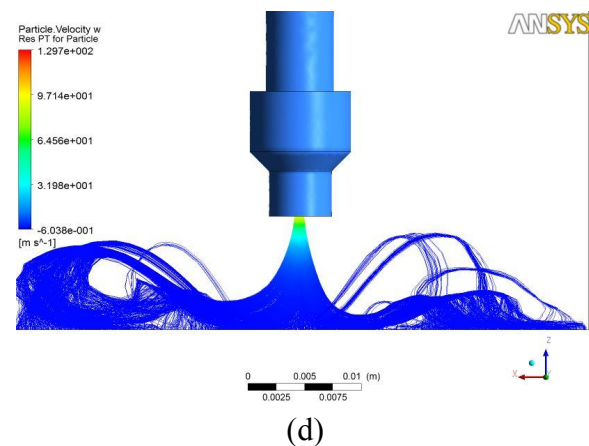 Particle.Velocity w
Res PT for Particle
1.297e+002
9.714e+001
6.456e+001
3.198e+001
-6.038e-001
[m s^-1]
ANSYS
0 0.005 0.01 (m)
0.0025 0.0075
Z
X
Y
(d)